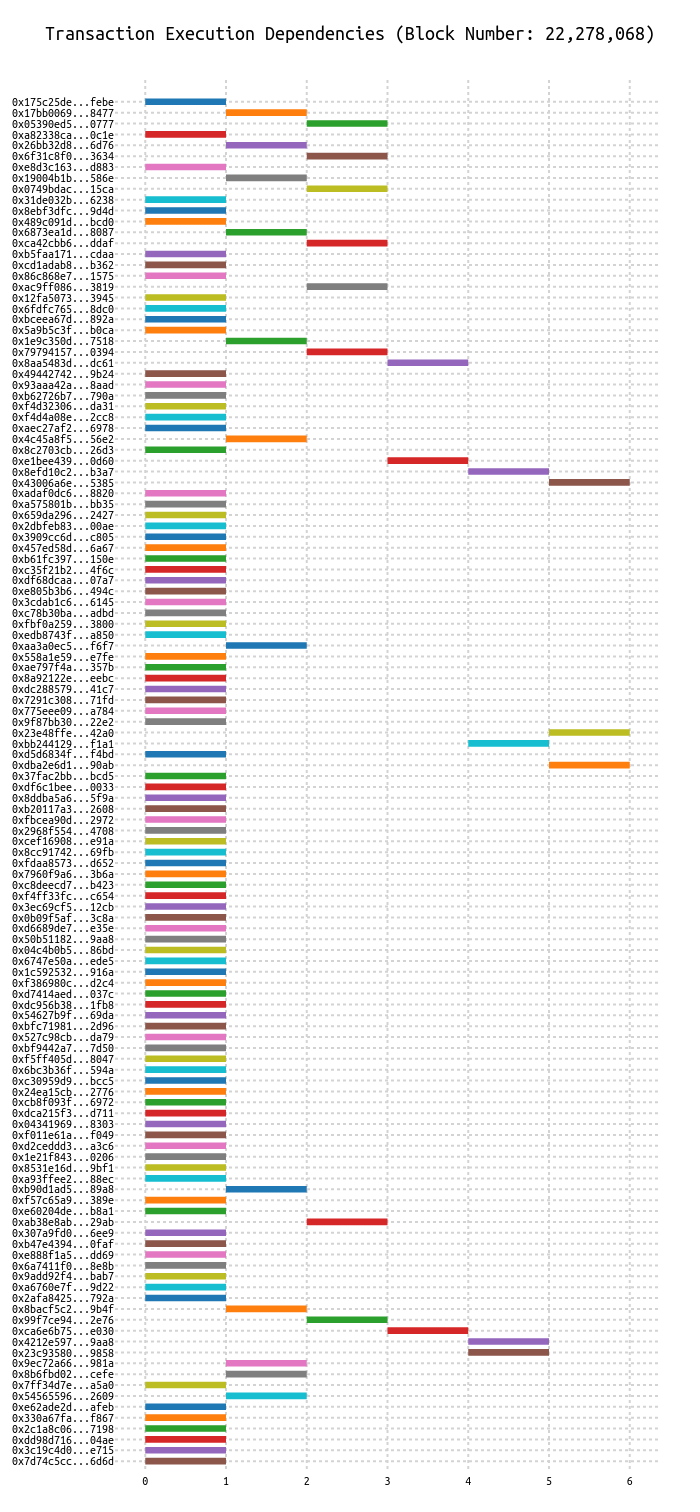 Transaction Execution Dependencies (Block Number: 22,278,068)
0x175c25de...febe
0x17bb0069...8477
0x05390ed5...0777
0xa82338ca...0c1e
0x26bb32d8...6d76
0x6f31c8f0...3634
0xe8d3c163...d883
0x19004b1b...586e
0x0749bdac...15ca
0x31de032b...6238
0x8ebf3dfc...9d4d
0x489c091d...bcd0
0x6873ea1d...8087
0xca42cbb6...ddaf
0xb5faa171...cdaa
0xcd1adab8...b362
0x86c868e7...1575
0xac9ff086...3819
0x12fa5073...3945
0x6fdfc765...8dc0
0xbceea67d...892a
0x5a9b5c3f...b0ca
0x1e9c350d...7518
0x79794157...0394
0x8aa5483d...dc61
0x49442742...9b24
0x93aaa42a...8aad
0xb62726b7...790a
0xf4d32306...da31
0xf4d4a08e...2cc8
0xaec27af2...6978
0x4c45a8f5...56e2
0x8c2703cb...26d3
0xe1bee439...0d60
0x8efd10c2...b3a7
0x43006a6e...5385
0xadaf0dc6...8820
0xa575801b...bb35
0x659da296...2427
0x2dbfeb83...00ae
0x3909cc6d...c805
0x457ed58d...6a67
0xb61fc397...150e
0xc35f21b2...4f6c
0xdf68dcaa...07a7
0xe805b3b6...494c
0x3cdab1c6...6145
0xc78b30ba...adbd
0xfbf0a259...3800
0xedb8743f...a850
0xaa3a0ec5...f6f7
0x558a1e59...e7fe
0xae797f4a...357b
0x8a92122e...eebc
0xdc288579...41c7
0x7291c308...71fd
0x775eee09...a784
0x9f87bb30...22e2
0x23e48ffe...42a0
0xbb244129...f1a1
0xd5d6834f...f4bd
0xdba2e6d1...90ab
0x37fac2bb...bcd5
0xdf6c1bee...0033
0x8ddba5a6...5f9a
0xb20117a3...2608
0xfbcea90d...2972
0x2968f554...4708
0xcef16908...e91a
0x8cc91742...69fb
0xfdaa8573...d652
0x7960f9a6...3b6a
0xc8deecd7...b423
0xf4ff33fc...c654
0x3ec69cf5...12cb
0x0b09f5af...3c8a
0xd6689de7...e35e
0x50b51182...9aa8
0x04c4b0b5...86bd
0x6747e50a...ede5
0x1c592532...916a
0xf386980c...d2c4
0xd7414aed...037c
0xdc956b38...1fb8
0x54627b9f...69da
0xbfc71981...2d96
0x527c98cb...da79
0xbf9442a7...7d50
0xf5ff405d...8047
0x6bc3b36f...594a
0xc30959d9...bcc5
0x24ea15cb...2776
0xcb8f093f...6972
0xdca215f3...d711
0x04341969...8303
0xf011e61a...f049
0xd2ceddd3...a3c6
0x1e21f843...0206
0x8531e16d...9bf1
0xa93ffee2...88ec
0xb90d1ad5...89a8
0xf57c65a9...389e
0xe60204de...b8a1
0xab38e8ab...29ab
0x307a9fd0...6ee9
0xb47e4394...0faf
0xe888f1a5...dd69
0x6a7411f0...8e8b
0x9add92f4...bab7
0xa6760e7f...9d22
0x2afa8425...792a
0x8bacf5c2...9b4f
0x99f7ce94...2e76
0xca6e6b75...e030
0x4212e597...9aa8
0x23c93580...9858
0x9ec72a66...981a
0x8b6fbd02...cefe
0x7ff34d7e...a5a0
0x54565596...2609
0xe62ade2d...afeb
0x330a67fa...f867
0x2c1a8c06...7198
0xdd98d716...04ae
0x3c19c4d0...e715
0x7d74c5cc...6d6d
0 1 2 3 4 5 6